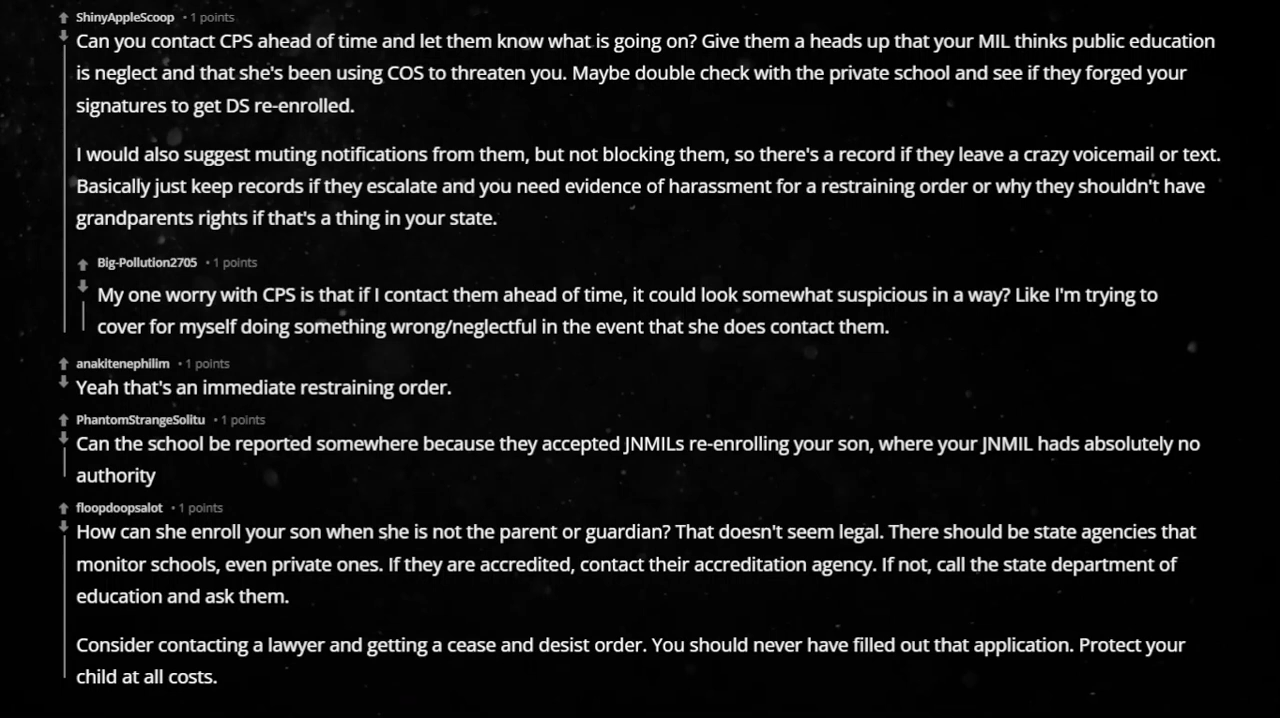 ShinyAppleScoop • 1 points
Can you contact CPS ahead of time and let them know what is going on? Give them a heads up that your MIL thinks public education
is neglect and that she's been using COS to threaten you. Maybe double check with the private school and see if they forged your
signatures to get DS re-enrolled.
I would also suggest muting notifications from them, but not blocking them, so there's a record if they leave a crazy voicemail or text.
Basically just keep records if they escalate and you need evidence of harassment for a restraining order or why they shouldn't have
grandparents rights if that's a thing in your state.
Big-Pollution2705 • 1 points
My one worry with CPS is that if I contact them ahead of time, it could look somewhat suspicious in a way? Like I'm trying to
cover for myself doing something wrong/neglectful in the event that she does contact them.
anakitenephilim • 1 points
Yeah that's an immediate restraining order.
PhantomStrangeSolitu • 1 points
Can the school be reported somewhere because they accepted JNMILs re-enrolling your son, where your JNMIL hads absolutely no
authority
floopdoopsalot • 1 points
How can she enroll your son when she is not the parent or guardian? That doesn't seem legal. There should be state agencies that
monitor schools, even private ones. If they are accredited, contact their accreditation agency. If not, call the state department of
education and ask them.
Consider contacting a lawyer and getting a cease and desist order. You should never have filled out that application. Protect your
child at all costs.